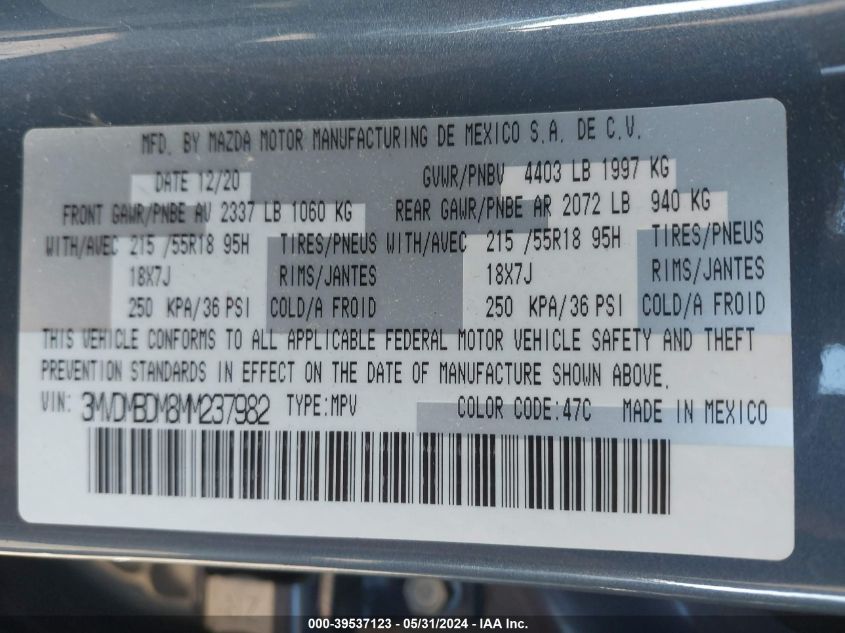 MFD. BY MAZDA MOTOR MANUFACTURING DE MEXICO S.A. DE C.V.
DATE 12/20 GVWR/PNBV 4403 LB 1997 KG
FRONT GAWR/PNBE AV 2337 LB 1060 KG REAR GAWR/PNBE AR 2072 LB 940 KG
WITH/AVEC 215 /55R18 95H TIRES/PNEUS WITH/AVEC 215 /55R18 95H TIRES/PNEUS
18X7J RIMS/JANTES 18X7J RIMS/JANTES
250 KPA/36 PSI COLD/A FROID 250 KPA/36 PSI COLD/A FROID
THIS VEHICLE CONFORMS TO ALL APPLICABLE FEDERAL MOTOR VEHICLE SAFETY AND THEFT
PREVENTION STANDARDS IN EFFECT ON THE DATE OF MANUFACTURE SHOWN ABOVE.
VIN: 3MVDMBDM8MM237982 TYPE:MPV COLOR CODE:47C MADE IN MEXICO
000-39537123 - 05/31/2024 - IAA Inc.